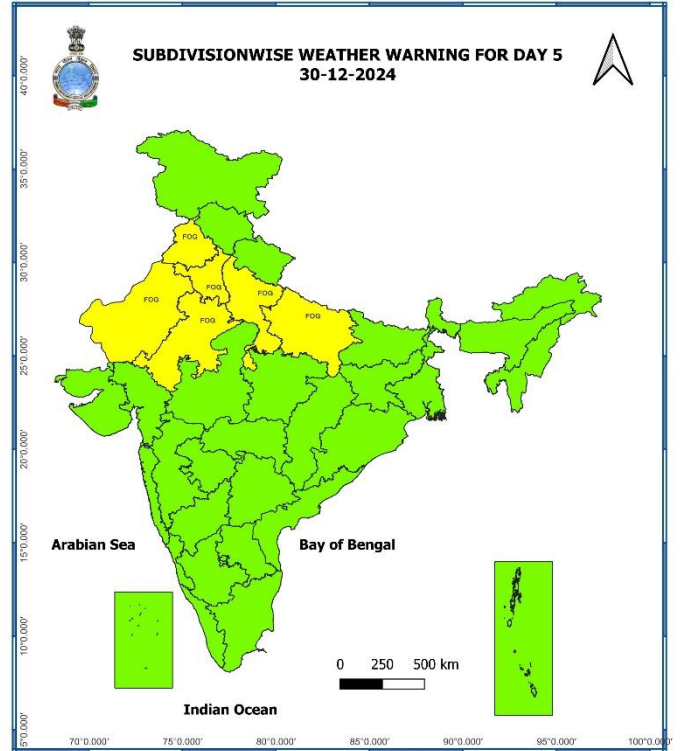 SUBDIVISIONWISE WEATHER WARNING FOR DAY 5
30-12-2024
40°0.000'
35°0.000'
30°0.000'
25°0.000'
20°0.000'
15°0.000'
10°0.000'
5°0.000'
FOG
FOG
FOG
FOG
FOG
FOG
Arabian Sea
Bay of Bengal
0 250 500 km
Indian Ocean
70°0.000' 75°0.000' 80°0.000' 85°0.000' 90°0.000' 95°0.000' 100°0.000'